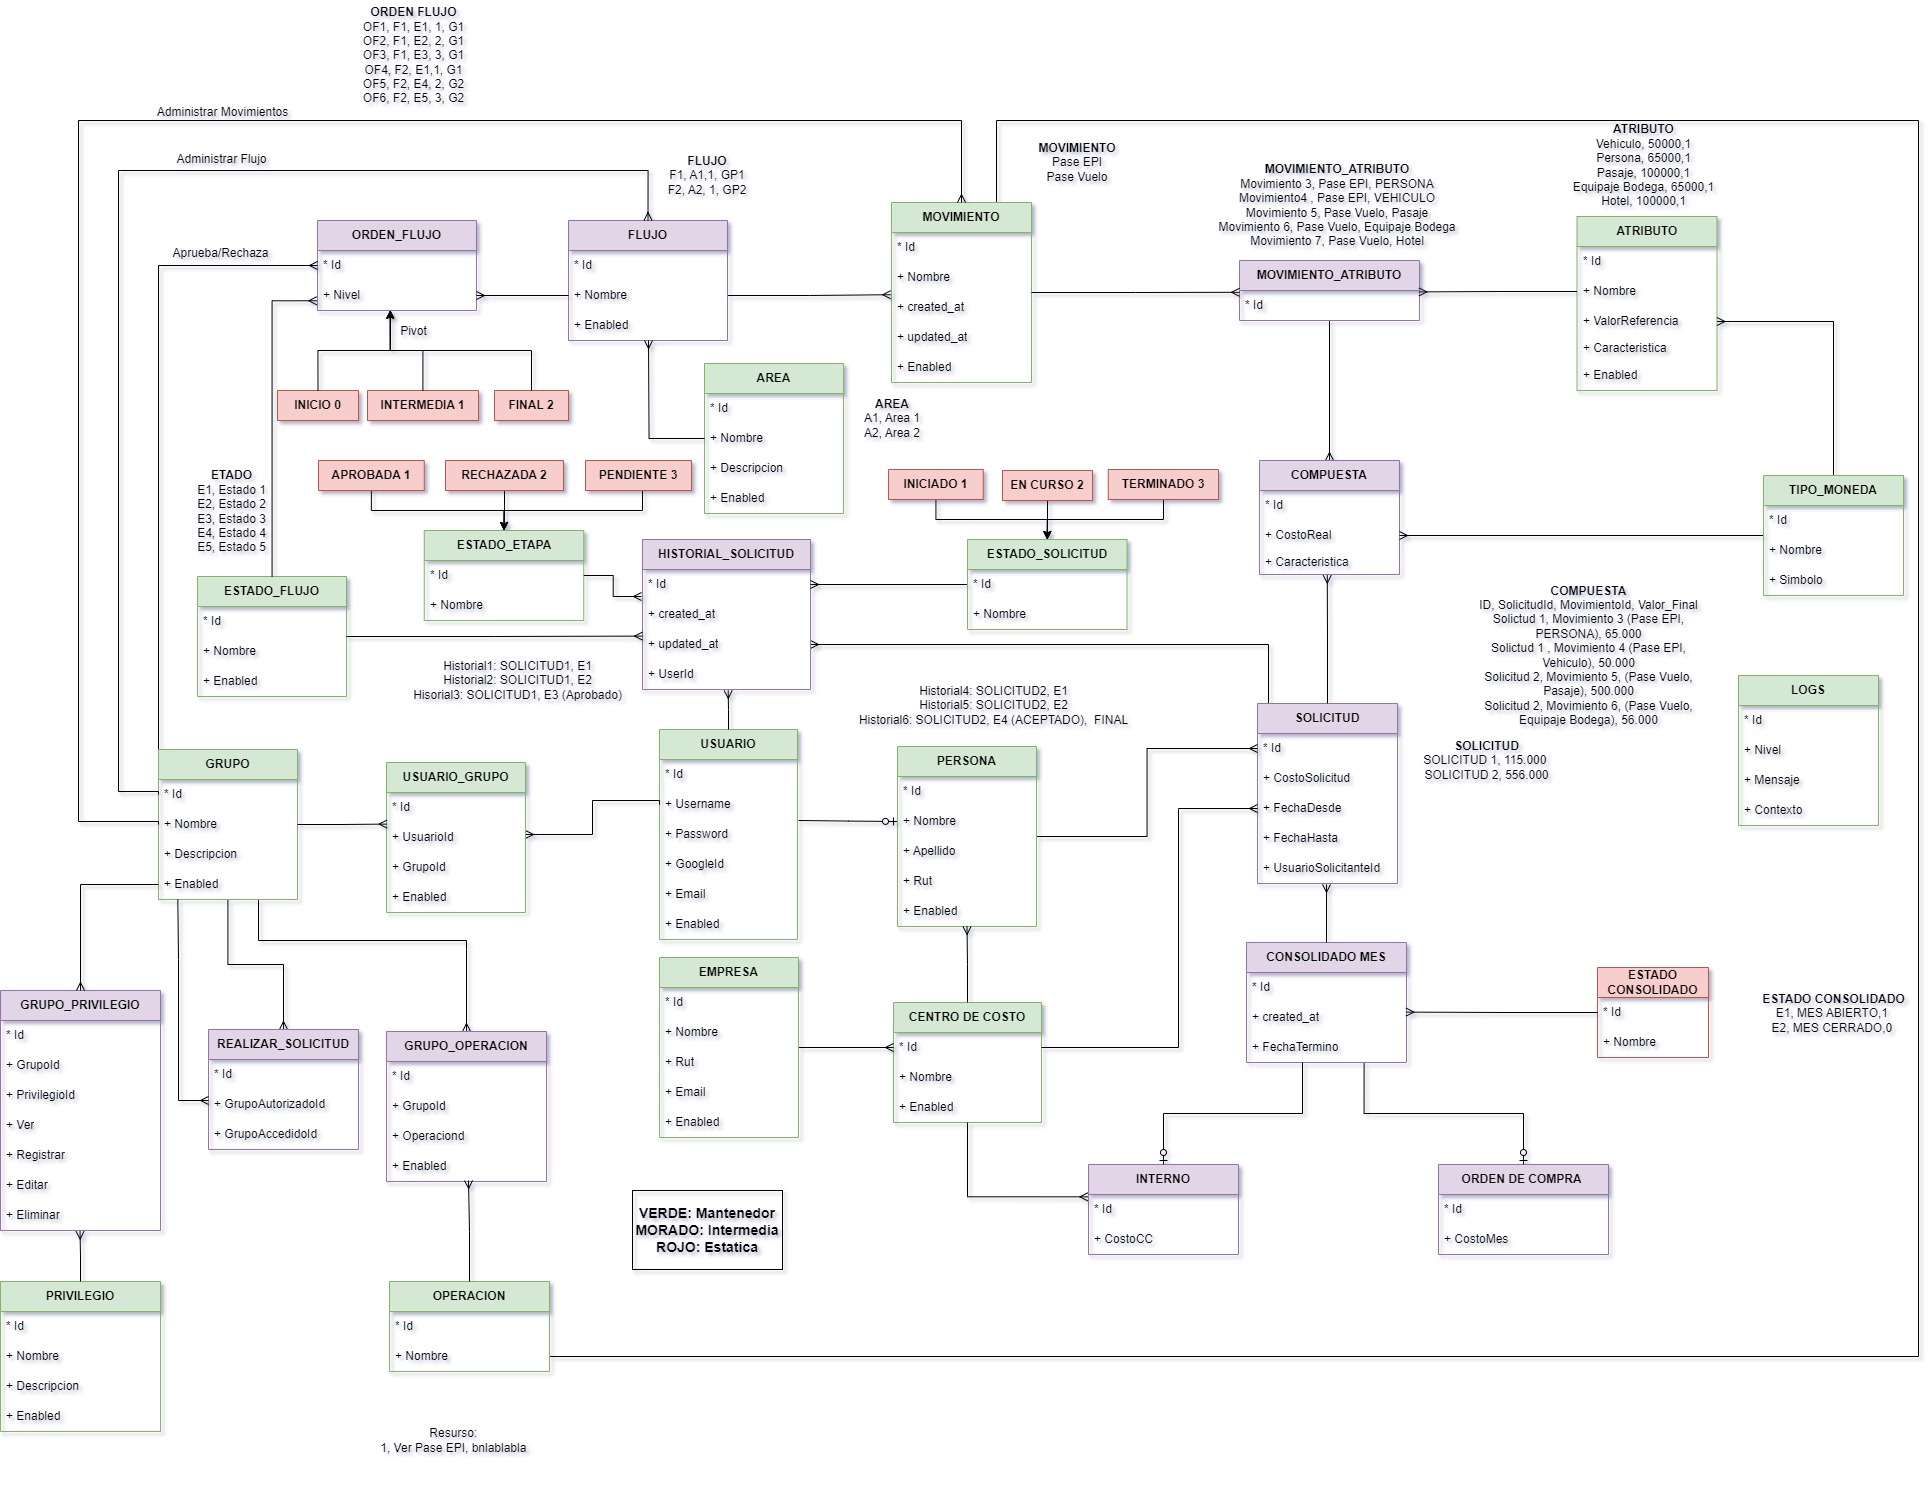 ORDEN FLUJO
OF1, F1, E1, 1, G1
OF2, F1, E2, 2, G1
OF3, F1, E3, 3, G1
OF4, F2, E1,1, G1
OF5, F2, E4, 2, G2
OF6, F2, E5, 3, G2
Administrar Movimientos
Administrar Flujo
Aprueba/Rechaza
FLUJO
F1, A1,1, GP1
F2, A2, 1, GP2
MOVIMIENTO
Pase EPI
Pase Vuelo
MOVIMIENTO_ATRIBUTO
Movimiento 3, Pase EPI, PERSONA
Movimiento4 , Pase EPI, VEHICULO
Movimiento 5, Pase Vuelo, Pasaje
Movimiento 6, Pase Vuelo, Equipaje Bodega
Movimiento 7, Pase Vuelo, Hotel
ATRIBUTO
Vehiculo, 50000,1
Persona, 65000,1
Pasaje, 100000,1
Equipaje Bodega, 65000,1
Hotel, 100000,1
ORDEN_FLUJO
* Id
+ Nivel
Pivot
INICIO 0
INTERMEDIA 1
FINAL 2
FLUJO
* Id
+ Nombre
+ Enabled
MOVIMIENTO
* Id
+ Nombre
+ created_at
+ updated_at
+ Enabled
MOVIMIENTO_ATRIBUTO
* Id
ATRIBUTO
* Id
+ Nombre
+ ValorReferencia
+ Caracteristica
+ Enabled
AREA
* Id
+ Nombre
+ Descripcion
+ Enabled
AREA
A1, Area 1
A2, Area 2
ETADO
E1, Estado 1
E2, Estado 2
E3, Estado 3
E4, Estado 4
E5, Estado 5
APROBADA 1
RECHAZADA 2
PENDIENTE 3
INICIADO 1
EN CURSO 2
TERMINADO 3
COMPUESTA
* Id
+ CostoReal
+ Caracteristica
TIPO_MONEDA
* Id
+ Nombre
+ Simbolo
ESTADO_ETAPA
* Id
+ Nombre
HISTORIAL_SOLICITUD
* Id
+ created_at
+ updated_at
+ UserId
ESTADO_SOLICITUD
* Id
+ Nombre
ESTADO_FLUJO
* Id
+ Nombre
+ Enabled
Historial1: SOLICITUD1, E1
Historial2: SOLICITUD1, E2
Hisorial3: SOLICITUD1, E3 (Aprobado)
Historial4: SOLICITUD2, E1
Historial5: SOLICITUD2, E2
Historial6: SOLICITUD2, E4 (ACEPTADO), FINAL
COMPUESTA
ID, SolicitudId, MovimientoId, Valor_Final
Solictud 1, Movimiento 3 (Pase EPI,
PERSONA), 65.000
Solictud 1 , Movimiento 4 (Pase EPI,
Vehiculo), 50.000
Solicitud 2, Movimiento 5, (Pase Vuelo,
Pasaje), 500.000
Solicitud 2, Movimiento 6, (Pase Vuelo,
Equipaje Bodega), 56.000
SOLICITUD
SOLICITUD 1, 115.000
SOLICITUD 2, 556.000
LOGS
* Id
+ Nivel
+ Mensaje
+ Contexto
GRUPO
* Id
+ Nombre
+ Descripcion
+ Enabled
USUARIO_GRUPO
* Id
+ UsuarioId
+ GrupoId
+ Enabled
USUARIO
* Id
+ Username
+ Password
+ GoogleId
+ Email
+ Enabled
PERSONA
* Id
+ Nombre
+ Apellido
+ Rut
+ Enabled
SOLICITUD
* Id
+ CostoSolicitud
+ FechaDesde
+ FechaHasta
+ UsuarioSolicitanteId
EMPRESA
* Id
+ Nombre
+ Rut
+ Email
+ Enabled
CENTRO DE COSTO
* Id
+ Nombre
+ Enabled
CONSOLIDADO MES
* Id
+ created_at
+ FechaTermino
ESTADO
CONSOLIDADO
* Id
+ Nombre
ESTADO CONSOLIDADO
E1, MES ABIERTO,1
E2, MES CERRADO,0
GRUPO_PRIVILEGIO
* Id
+ GrupoId
+ PrivilegioId
+ Ver
+ Registrar
+ Editar
+ Eliminar
REALIZAR_SOLICITUD
* Id
+ GrupoAutorizadoId
+ GrupoAccedidoId
GRUPO_OPERACION
* Id
+ GrupoId
+ Operaciond
+ Enabled
INTERNO
* Id
+ CostoCC
ORDEN DE COMPRA
* Id
+ CostoMes
VERDE: Mantenedor
MORADO: Intermedia
ROJO: Estatica
PRIVILEGIO
* Id
+ Nombre
+ Descripcion
+ Enabled
OPERACION
* Id
+ Nombre
Resurso:
1, Ver Pase EPI, bnlablabla